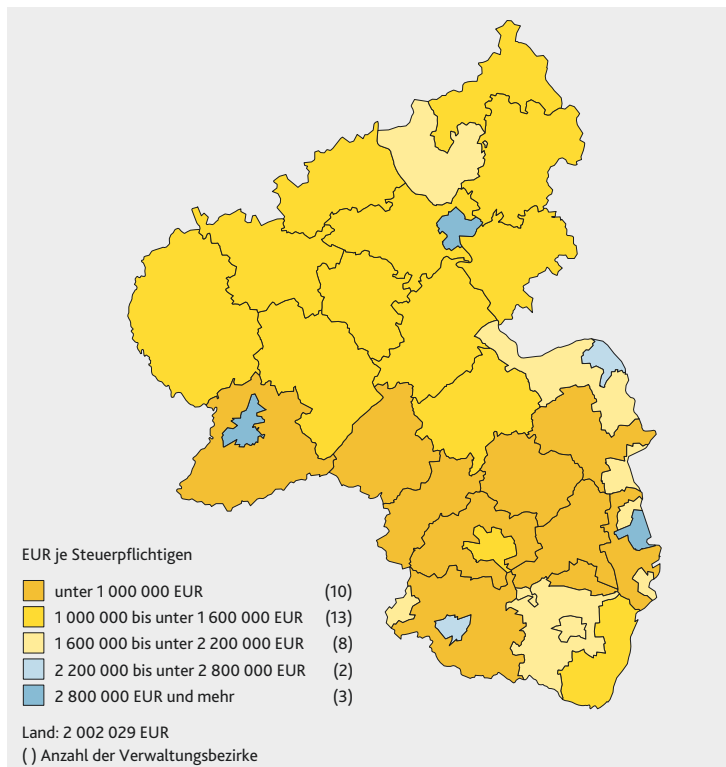 EUR je Steuerpflichtigen
unter 1 000 000 EUR (10)
1 000 000 bis unter 1 600 000 EUR (13)
1 600 000 bis unter 2 200 000 EUR (8)
2 200 000 bis unter 2 800 000 EUR (2)
2 800 000 EUR und mehr (3)
Land: 2 002 029 EUR
( ) Anzahl der Verwaltungsbezirke